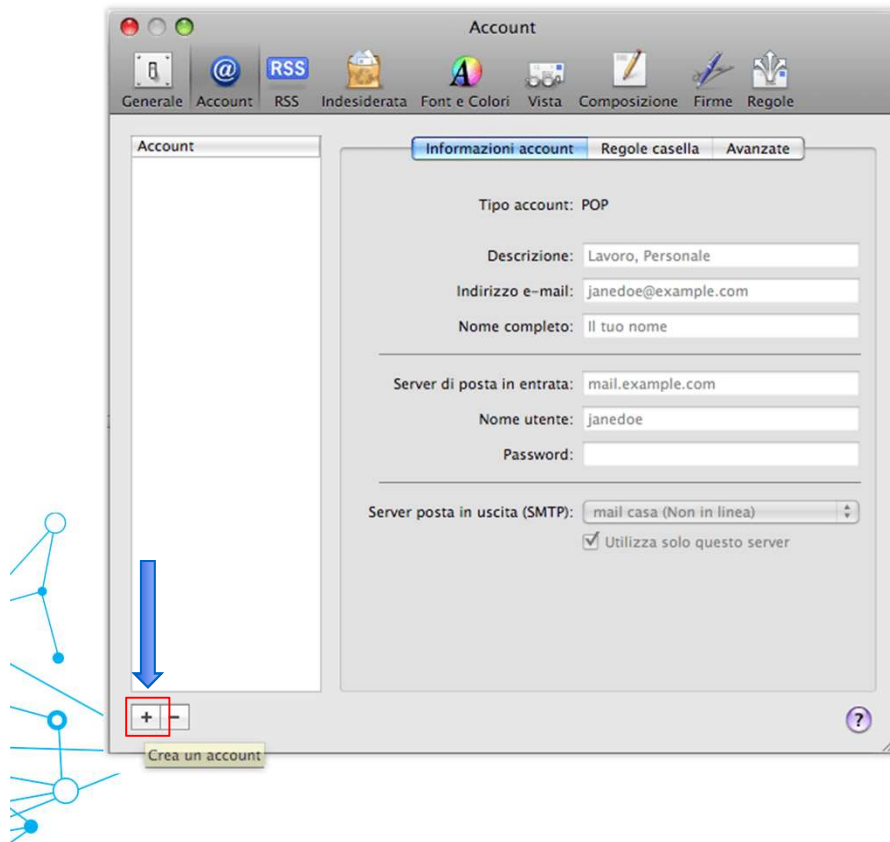 Account
RSS
Generale Account RSS Indesiderata Font e Colori Vista Composizione Firme Regole
Account
Informazioni account Regole casella Avanzate
Tipo account: POP
Descrizione: Lavoro, Personale
Indirizzo e-mail: janedoe@example.com
Nome completo: Il tuo nome
Server di posta in entrata: mail.example.com
Nome utente: janedoe
Password:
Server posta in uscita (SMTP): mail casa (Non in linea)
Utilizza solo questo server
+ -
?
Crea un account